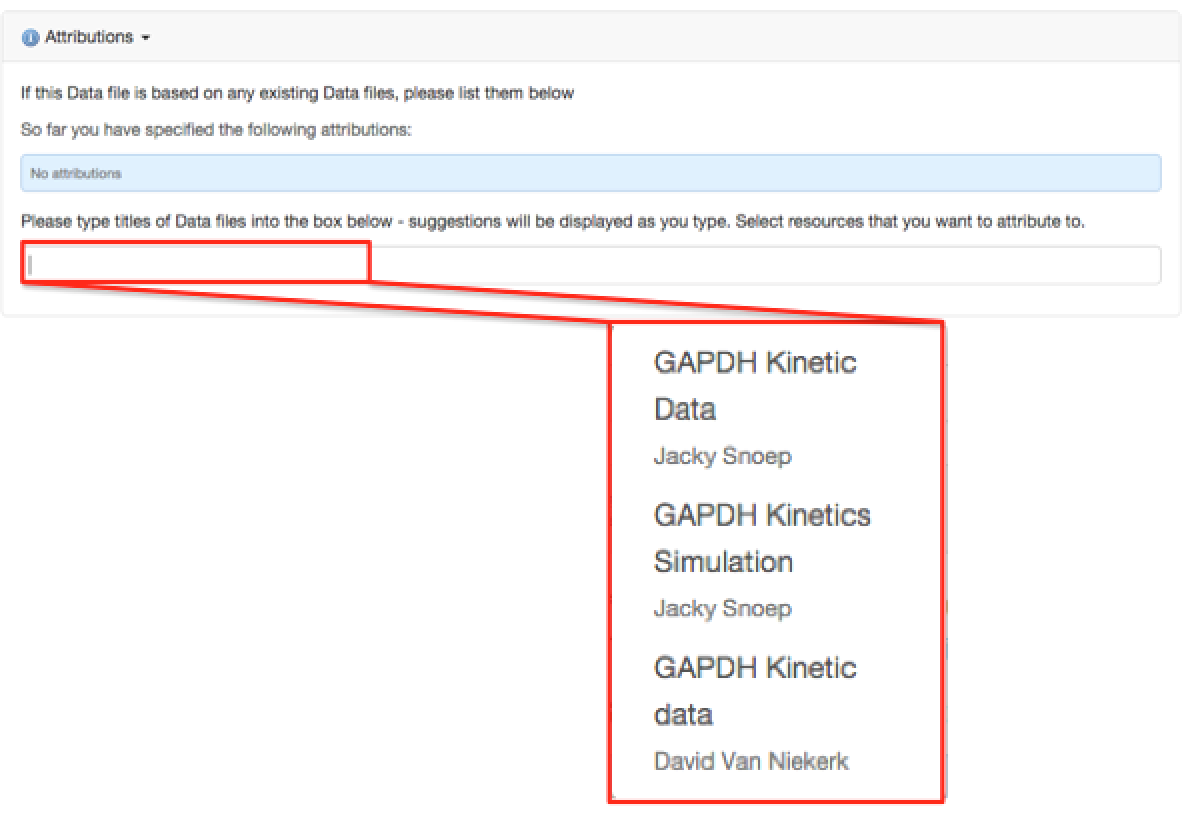 Attributions
If this Data file is based on any existing Data files, please list them below
So far you have specified the following attributions:
No attributions
Please type titles of Data files into the box below - suggestions will be displayed as you type. Select resources that you want to attribute to.
GAPDH Kinetic
Data
Jacky Snoep
GAPDH Kinetics
Simulation
Jacky Snoep
GAPDH Kinetic
data
David Van Niekerk